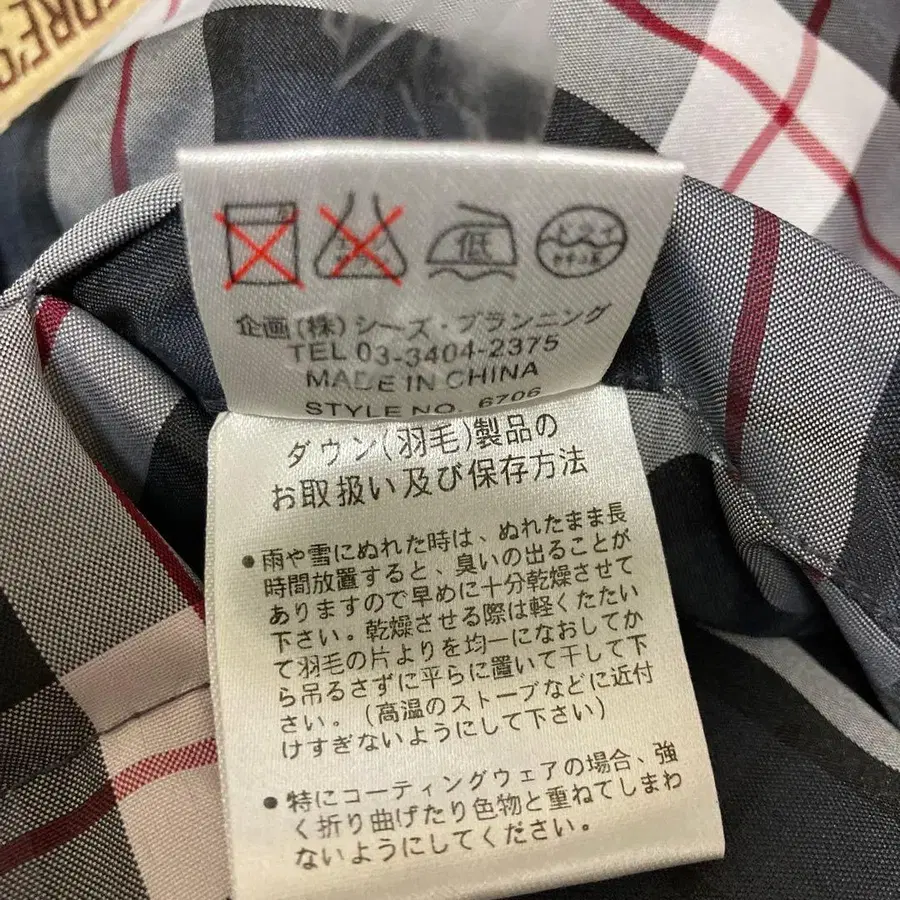 低
ドライ
企画(株)シーズ・プランニング
TEL 03-3404-2375
MADE IN CHINA
STYLE NO. 6706
ダウン(羽毛)製品の
お取扱い及び保存方法
●雨や雪にぬれた時は、ぬれたまま長
時間放置すると、臭いの出ることが
ありますので早めに十分乾燥させて
下さい。乾燥させる際は軽くたたい
て羽毛の片よりを均一になおしてか
ら吊るさずに平らに置いて干して下
さい。(高温のストーブなどに近付
けすぎないようにして下さい)
●特にコーティングウェアの場合、強
く折り曲げたり色物と重ねてしまわ
ないようにしてください。